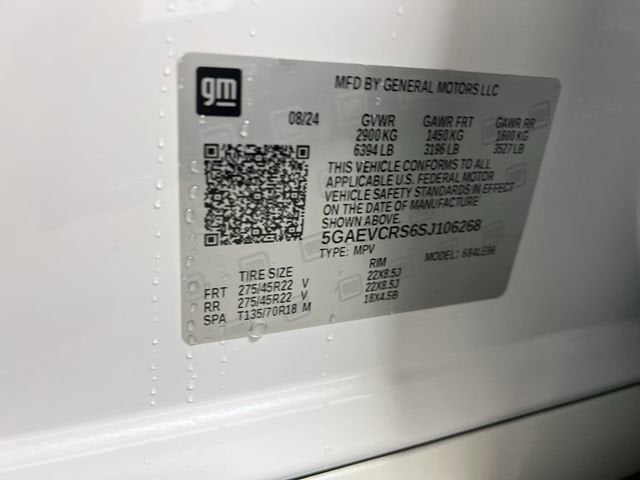 gm
MFD BY GENERAL MOTORS LLC
08/24 GVWR GAWR FRT GAWR RR
2900 KG 1450 KG 1600 KG
6394 LB 3196 LB 3527 LB
THIS VEHICLE CONFORMS TO ALL
APPLICABLE U.S. FEDERAL MOTOR
VEHICLE SAFETY STANDARDS IN EFFECT
ON THE DATE OF MANUFACTURE
SHOWN ABOVE.
5GAEVCRS6SJ106268
TYPE: MPV MODEL: 684LE56
TIRE SIZE RIM
FRT 275/45R22 V 22X8.5J
RR 275/45R22 V 22X8.5J
SPA T135/70R18 M 18X4.5B